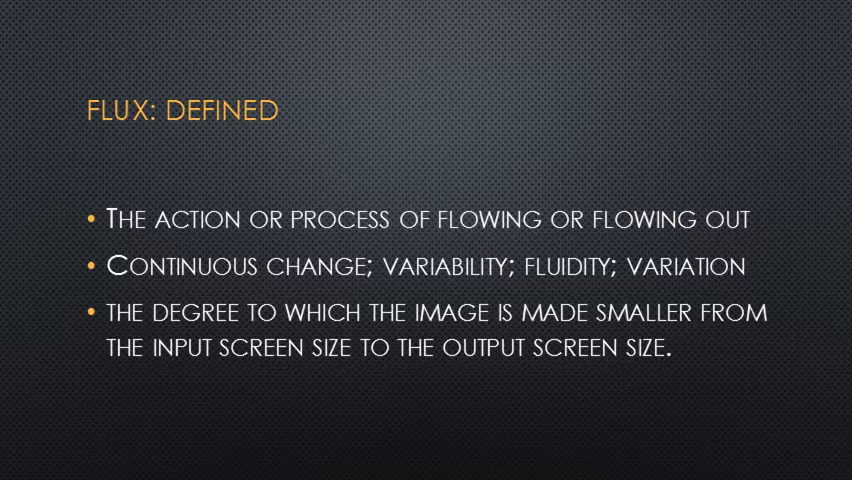 FLUX: DEFINED
• THE ACTION OR PROCESS OF FLOWING OR FLOWING OUT
• CONTINUOUS CHANGE; VARIABILITY; FLUIDITY; VARIATION
• THE DEGREE TO WHICH THE IMAGE IS MADE SMALLER FROM
THE INPUT SCREEN SIZE TO THE OUTPUT SCREEN SIZE.